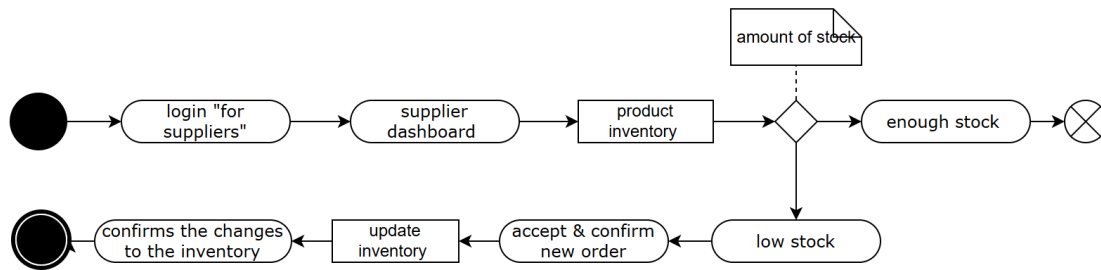 amount of stock
login "for
suppliers"
supplier
dashboard
product
inventory
enough stock
confirms the changes
to the inventory
update
inventory
accept & confirm
new order
low stock